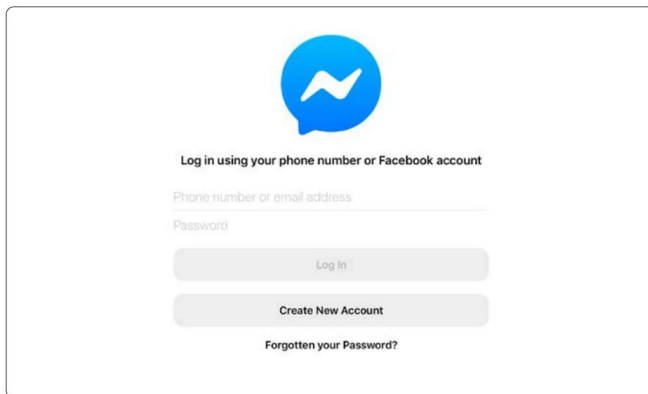 Log in using your phone number or Facebook account
Phone number or email address
Password
Log In
Create New Account
Forgotten your Password?